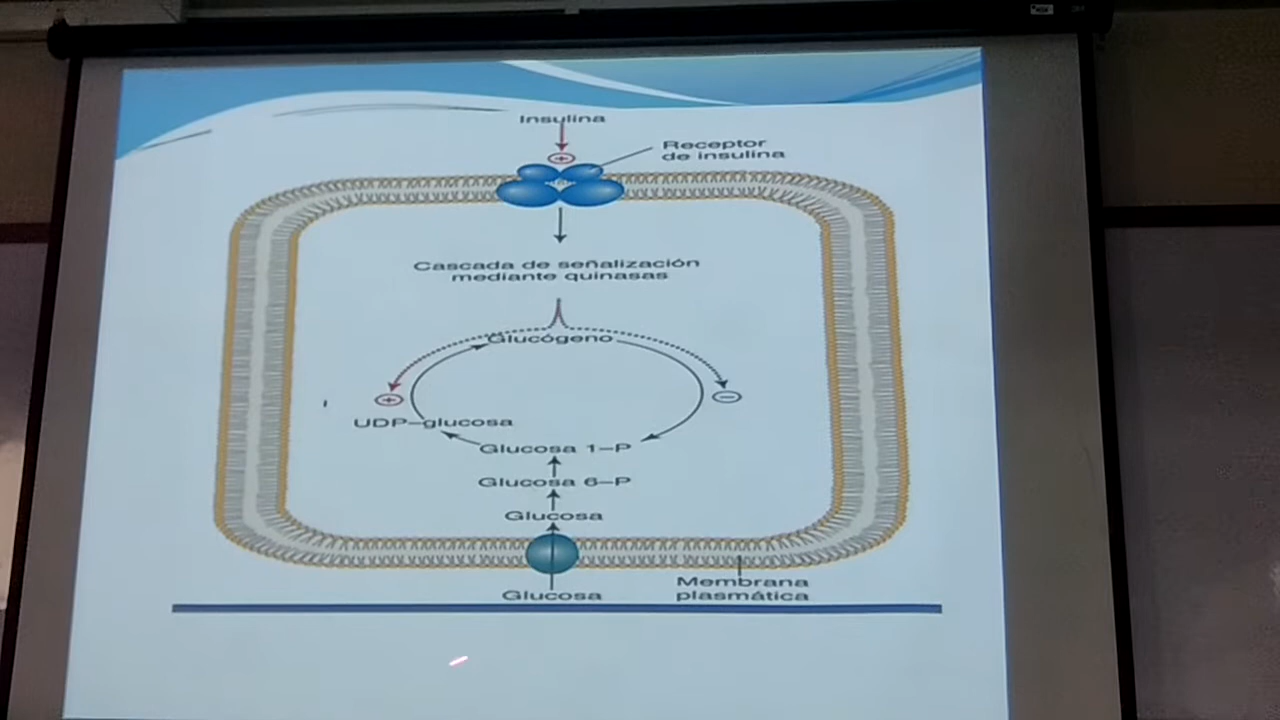 Insulina
+
Receptor
de insulina
Cascada de señalización
mediante quinasas
Glucógeno
+
−
UDP–glucosa
Glucosa 1–P
Glucosa 6–P
Glucosa
Glucosa
Membrana
plasmática